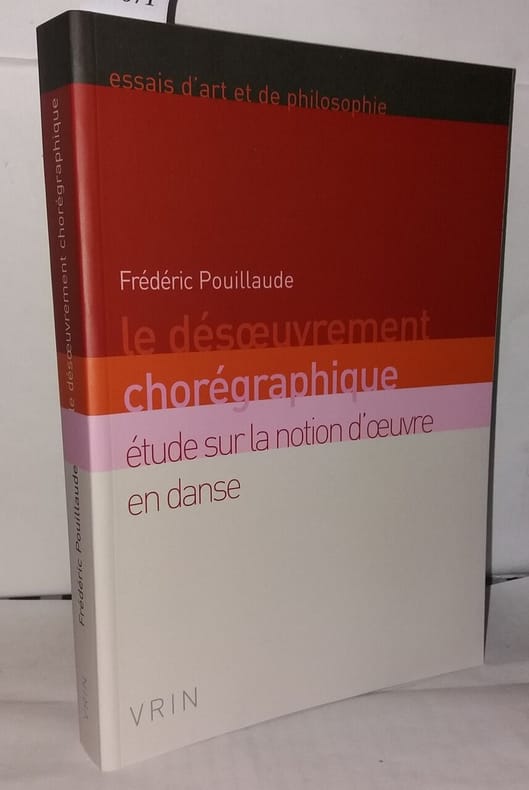 essais d'art et de philosophie
Frédéric Pouillaude
le désœuvrement
chorégraphique
étude sur la notion d'œuvre
en danse
VRIN
le désœuvrement chorégraphique
Frédéric Pouillaude
VRIN